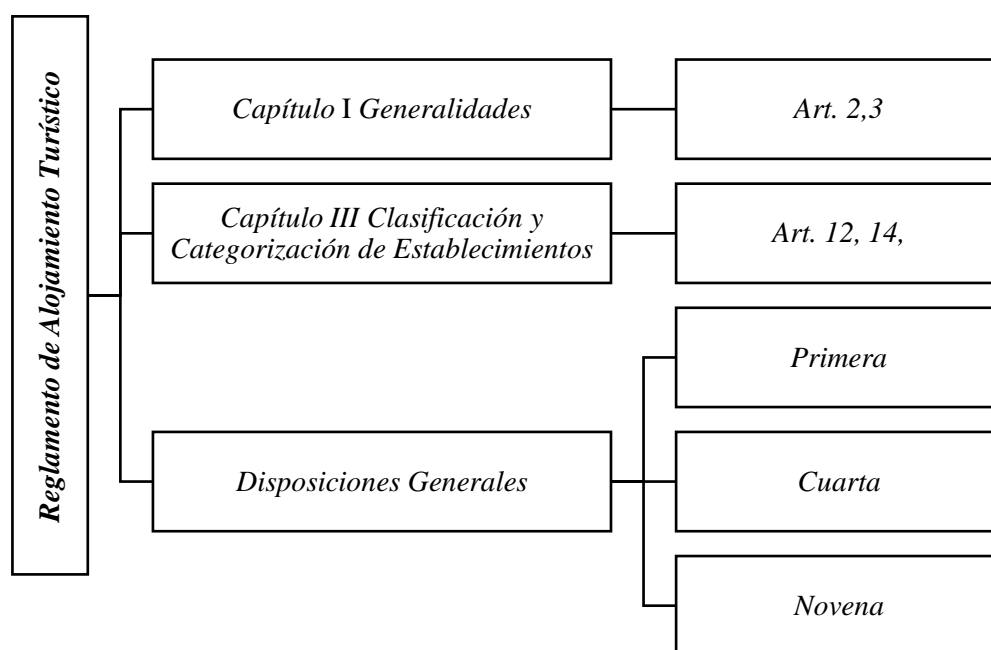 Reglamento de Alojamiento Turístico
Capítulo I Generalidades
Art. 2,3
Capítulo III Clasificación y
Categorización de Establecimientos
Art. 12, 14,
Disposiciones Generales
Primera
Cuarta
Novena